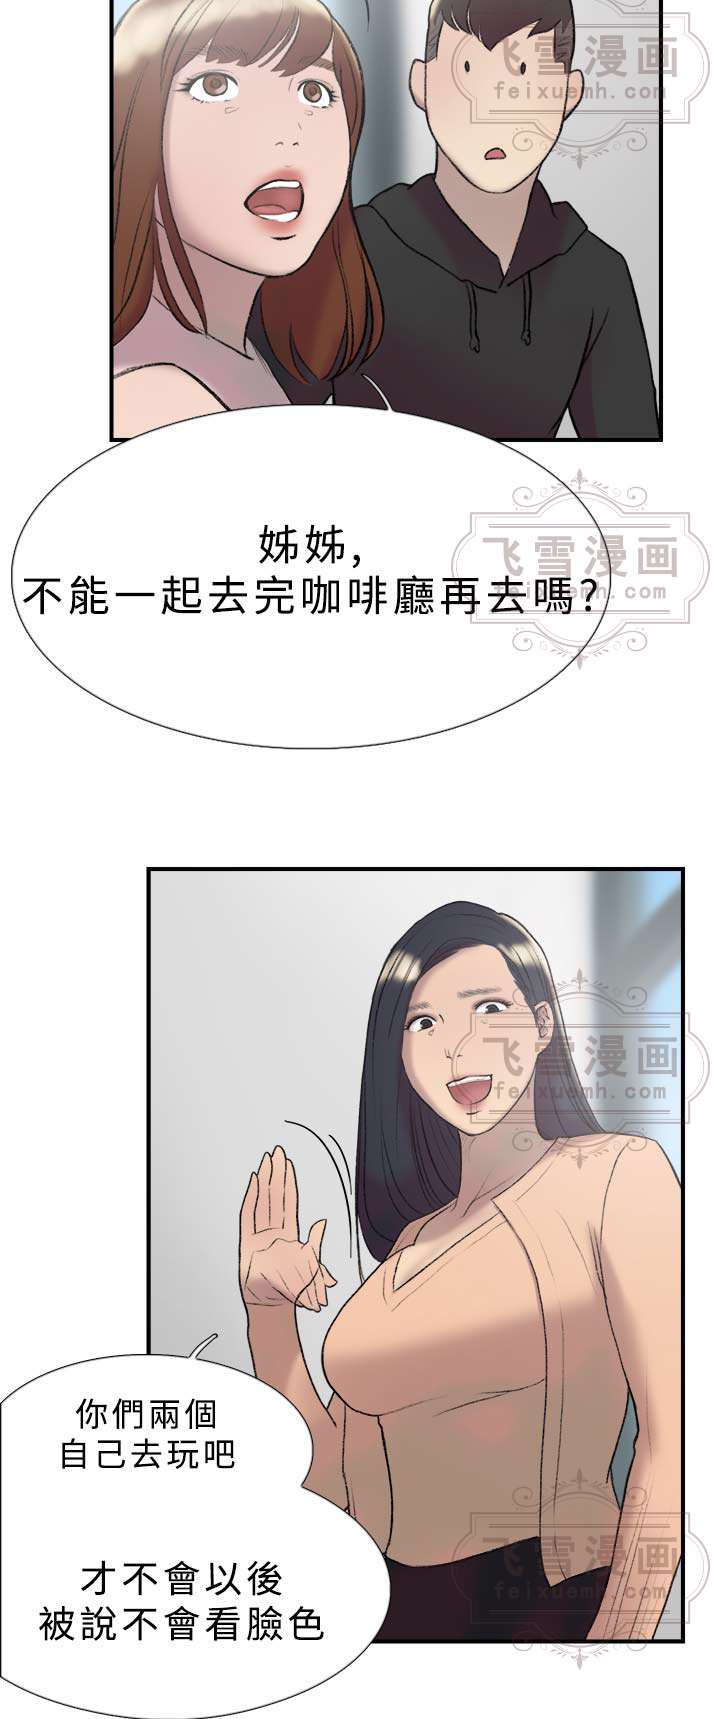 飞雪漫画
feixuemh.com
姊姊,
不能一起去完咖啡廳再去嗎?
飞雪漫画
feixuemh.com
飞雪漫画
feixuemh.com
你們兩個
自己去玩吧
才不會以後
被說不會看臉色
飞雪漫画
feixuemh.com